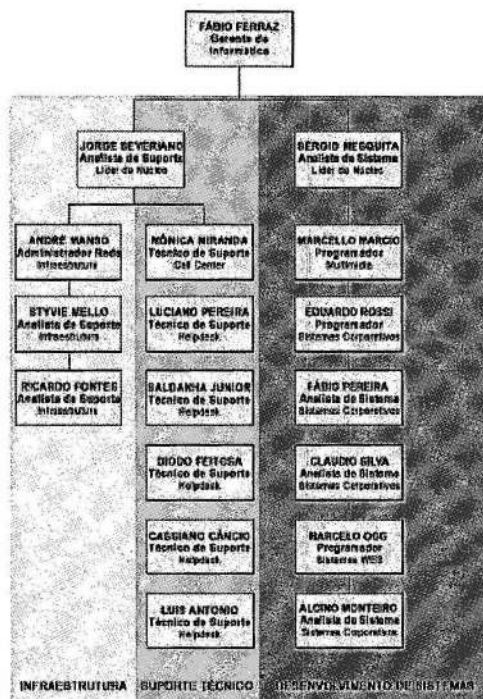 FÁBIO FERRAZ
Gerente de
Informática
JORGE SEVERIANO
Analista de Suporte
Líder do Núcleo
SÉRGIO MESQUITA
Analista de Sistema
Líder do Núcleo
ANDRÉ MANSO
Administrador Rede
Infraestrutura
STYVIE MELLO
Analista de Suporte
Infraestrutura
RICARDO FONTES
Analista de Suporte
Infraestrutura
MÔNICA MIRANDA
Técnico de Suporte
Call Center
LUCIANO PEREIRA
Técnico de Suporte
Helpdesk
SALDANHA JUNIOR
Técnico de Suporte
Helpdesk
DIOGO FEITOSA
Técnico de Suporte
Helpdesk
CASSIANO CÂNCIO
Técnico de Suporte
Helpdesk
LUIS ANTONIO
Técnico de Suporte
Helpdesk
MARCELLO MARCIO
Programador
Multimídia
EDUARDO ROSSI
Programador
Sistemas Corporativos
FÁBIO PEREIRA
Analista de Sistema
Sistemas Corporativos
CLAUDIO SILVA
Analista de Sistema
Sistemas Corporativos
MARCELO
Programador
Sistemas WEB
ALCINO MONTEIRO
Analista de Sistema
Sistemas Corporativos
INFRAESTRUTURA
SUPORTE TÉCNICO
DESENVOLVIMENTO DE SISTEMAS